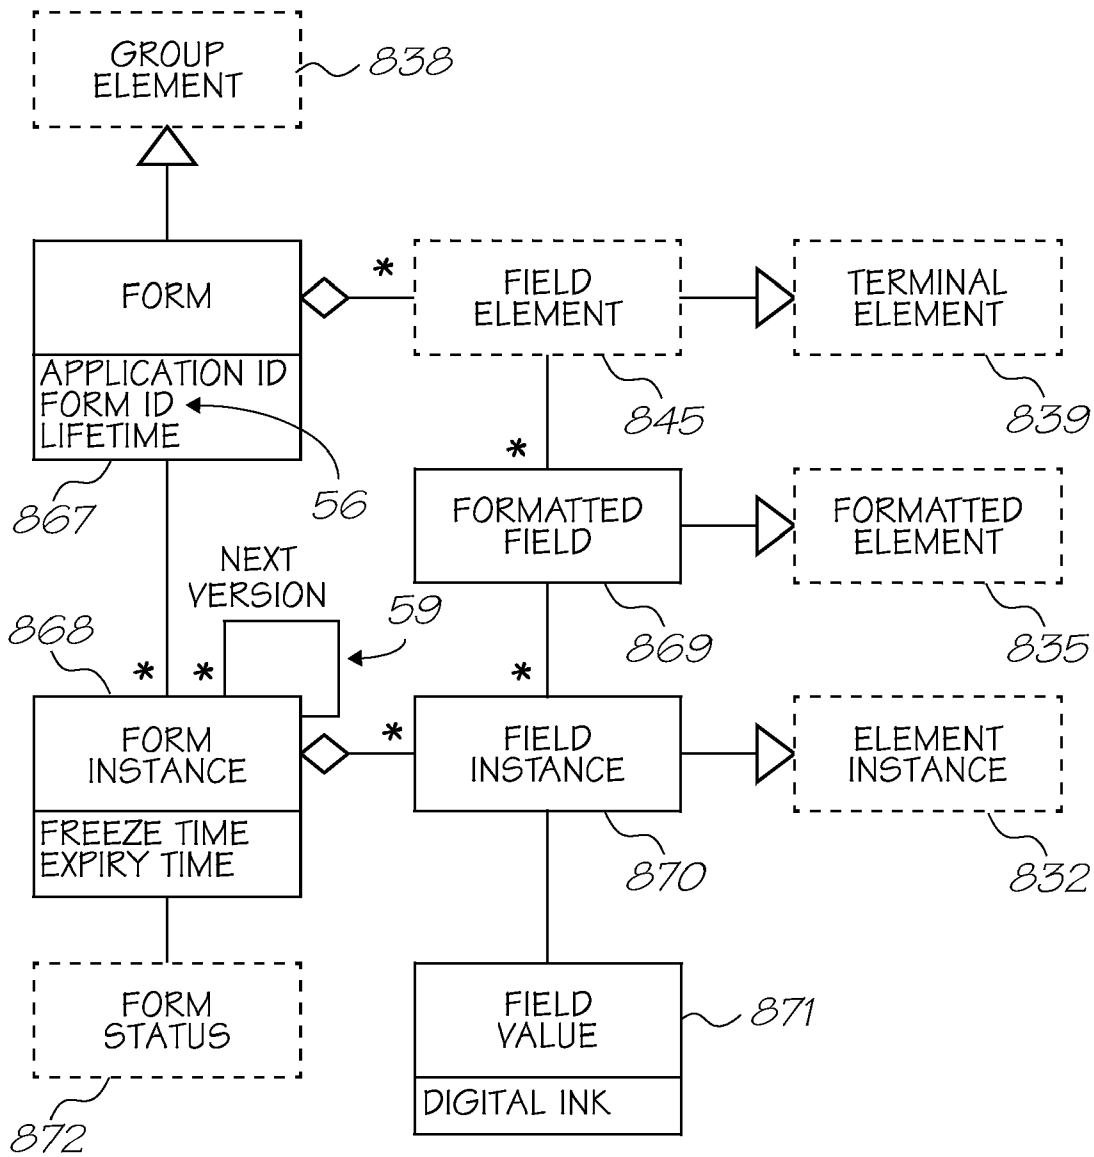 GROUP
ELEMENT
838
FORM
*
FIELD
ELEMENT
TERMINAL
ELEMENT
APPLICATION ID
FORM ID
LIFETIME
845
839
867
56
*
FORMATTED
FIELD
FORMATTED
ELEMENT
NEXT
VERSION
59
868
869
835
*
*
*
FORM
INSTANCE
*
FIELD
INSTANCE
ELEMENT
INSTANCE
FREEZE TIME
EXPIRY TIME
870
832
FORM
STATUS
FIELD
VALUE
871
DIGITAL INK
872